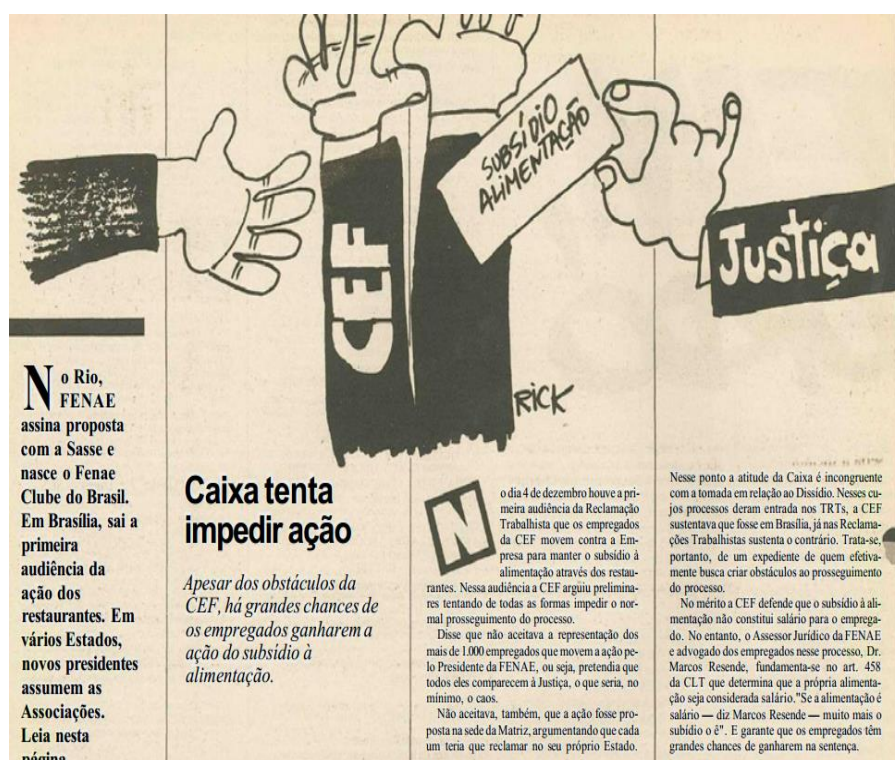 SUBSÍDIO
ALIMENTAÇÃO
CEF
Justiça
RICK
No Rio,
FENAE
assina proposta
com a Sasse e
nasce o Fenae
Clube do Brasil.
Em Brasília, sai a
primeira
audiência da
ação dos
restaurantes. Em
vários Estados,
novos presidentes
assumem as
Associações.
Leia nesta
página
Caixa tenta
impedir ação
Apesar dos obstáculos da
CEF, há grandes chances de
os empregados ganharem a
ação do subsídio à
alimentação.
No dia 4 de dezembro houve a pri-
meira audiência da Reclamação
Trabalhista que os empregados
da CEF movem contra a Em-
presa para manter o subsídio à
alimentação através dos restau-
rantes. Nessa audiência a CEF argüiu prelimina-
res tentando de todas as formas impedir o nor-
mal prosseguimento do processo.
Disse que não aceitava a representação dos
mais de 1.000 empregados que movem a ação pe-
lo Presidente da FENAE, ou seja, pretendia que
todos eles comparecem à Justiça, o que seria, no
mínimo, o caos.
Não aceitava, também, que a ação fosse pro-
posta na sede da Matriz, argumentando que cada
um teria que reclamar no seu próprio Estado.
Nesse ponto a atitude da Caixa é incongruente
com a tomada em relação ao Dissídio. Nesses cu-
jos processos deram entrada nos TRTs, a CEF
sustentava que fosse em Brasília, já nas Reclama-
ções Trabalhistas sustenta o contrário. Trata-se,
portanto, de um expediente de quem efetiva-
mente busca criar obstáculos ao prosseguimento
do processo.
No mérito a CEF defende que o subsídio à ali-
mentação não constitui salário para o emprega-
do. No entanto, o Assessor Jurídico da FENAE
e advogado dos empregados nesse processo, Dr.
Marcos Resende, fundamenta-se no art. 458
da CLT que determina que a própria alimenta-
ção seja considerada salário."Se a alimentação é
salário — diz Marcos Resende — muito mais o
subídio o é". E garante que os empregados têm
grandes chances de ganharem na sentença.